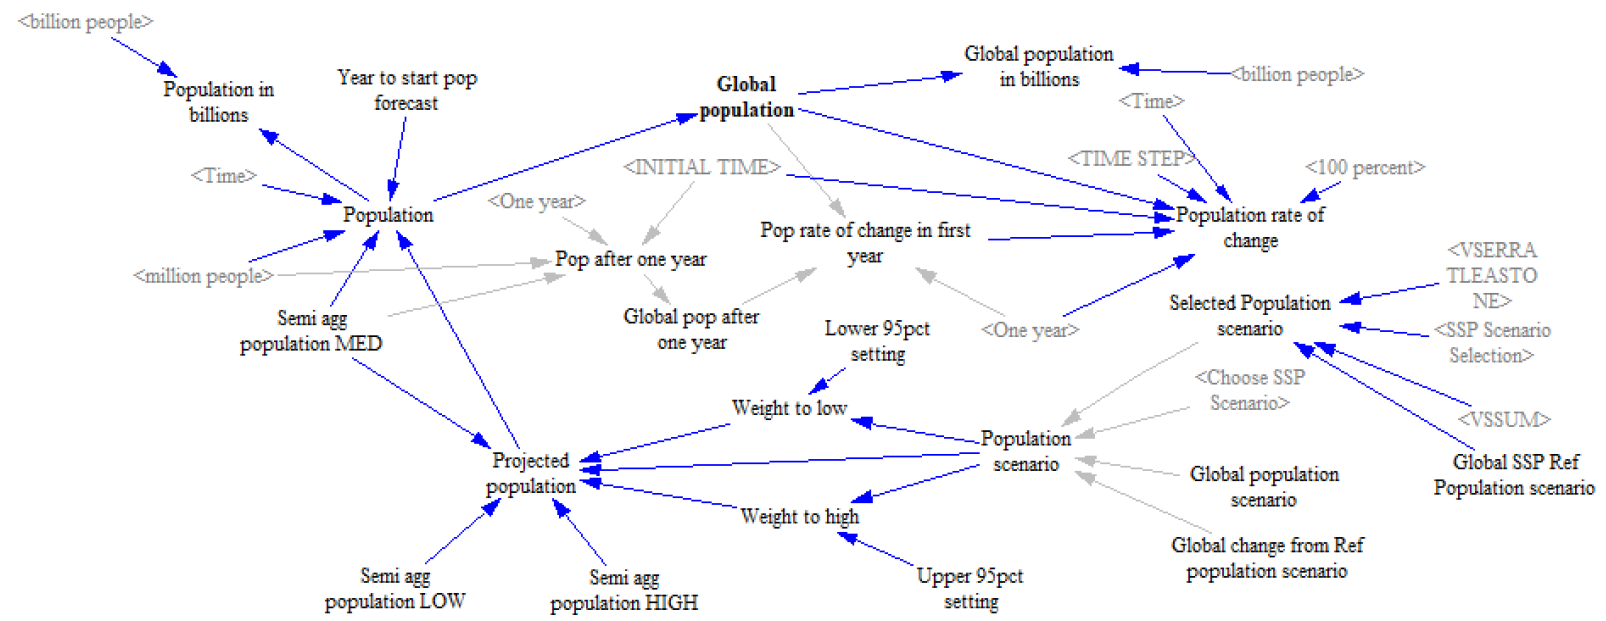 <billion people>
Population in
billions
Year to start pop
forecast
Global
population
Global population
in billions
<billion people>
<Time>
<TIME STEP>
<100 percent>
<INITIAL TIME>
<Time>
<One year>
Population
Population rate of
change
Pop rate of change in first
year
<million people>
Pop after one year
<VSERRA
TLEASTO
NE>
Semi agg
population MED
Global pop after
one year
Lower 95pct
setting
<One year>
Selected Population
scenario
<SSP Scenario
Selection>
<Choose SSP
Scenario>
Weight to low
<VSSUM>
Population
scenario
Projected
population
Global population
scenario
Global SSP Ref
Population scenario
Weight to high
Global change from Ref
population scenario
Semi agg
population LOW
Semi agg
population HIGH
Upper 95pct
setting